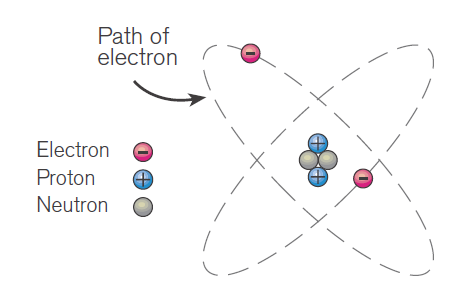 Path of
electron
Electron -
Proton +
Neutron
+
+
-
-